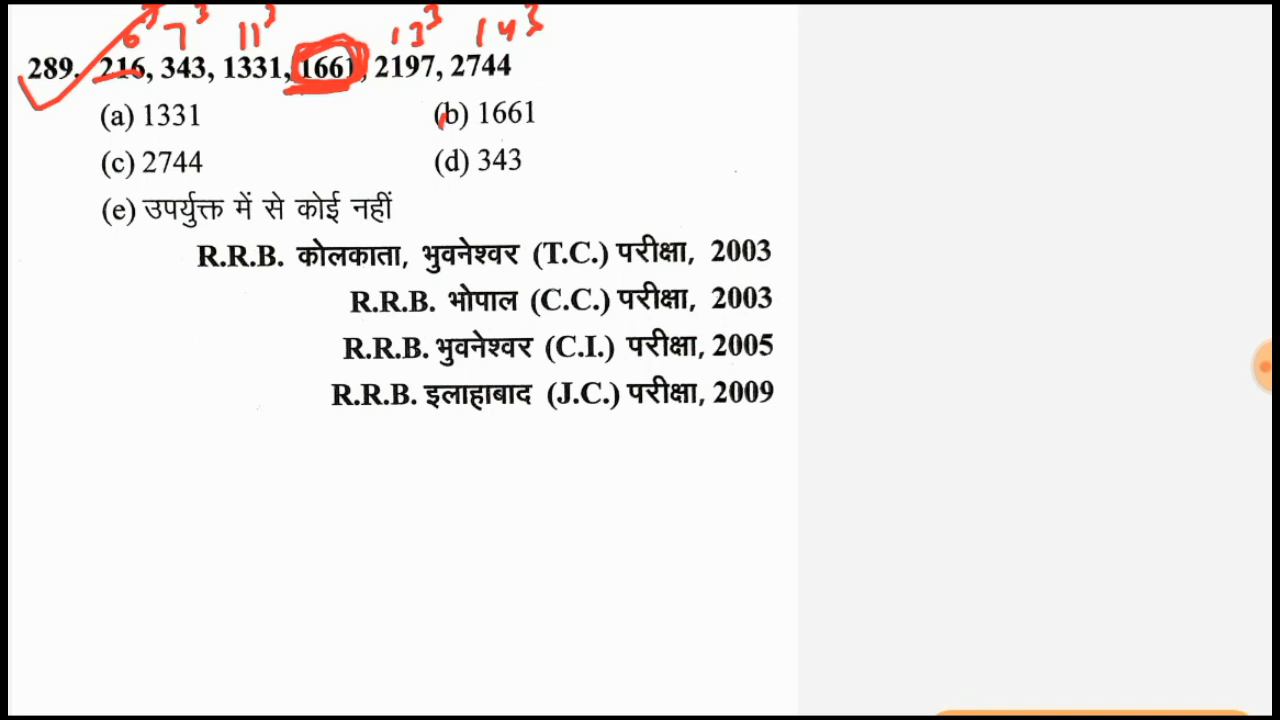 6³ 7³ 11³ 13³ 14³
289. 216, 343, 1331, 1661, 2197, 2744
(a) 1331 (b) 1661
(c) 2744 (d) 343
(e) उपर्युक्त में से कोई नहीं
R.R.B. कोलकाता, भुवनेश्वर (T.C.) परीक्षा, 2003
R.R.B. भोपाल (C.C.) परीक्षा, 2003
R.R.B. भुवनेश्वर (C.I.) परीक्षा, 2005
R.R.B. इलाहाबाद (J.C.) परीक्षा, 2009